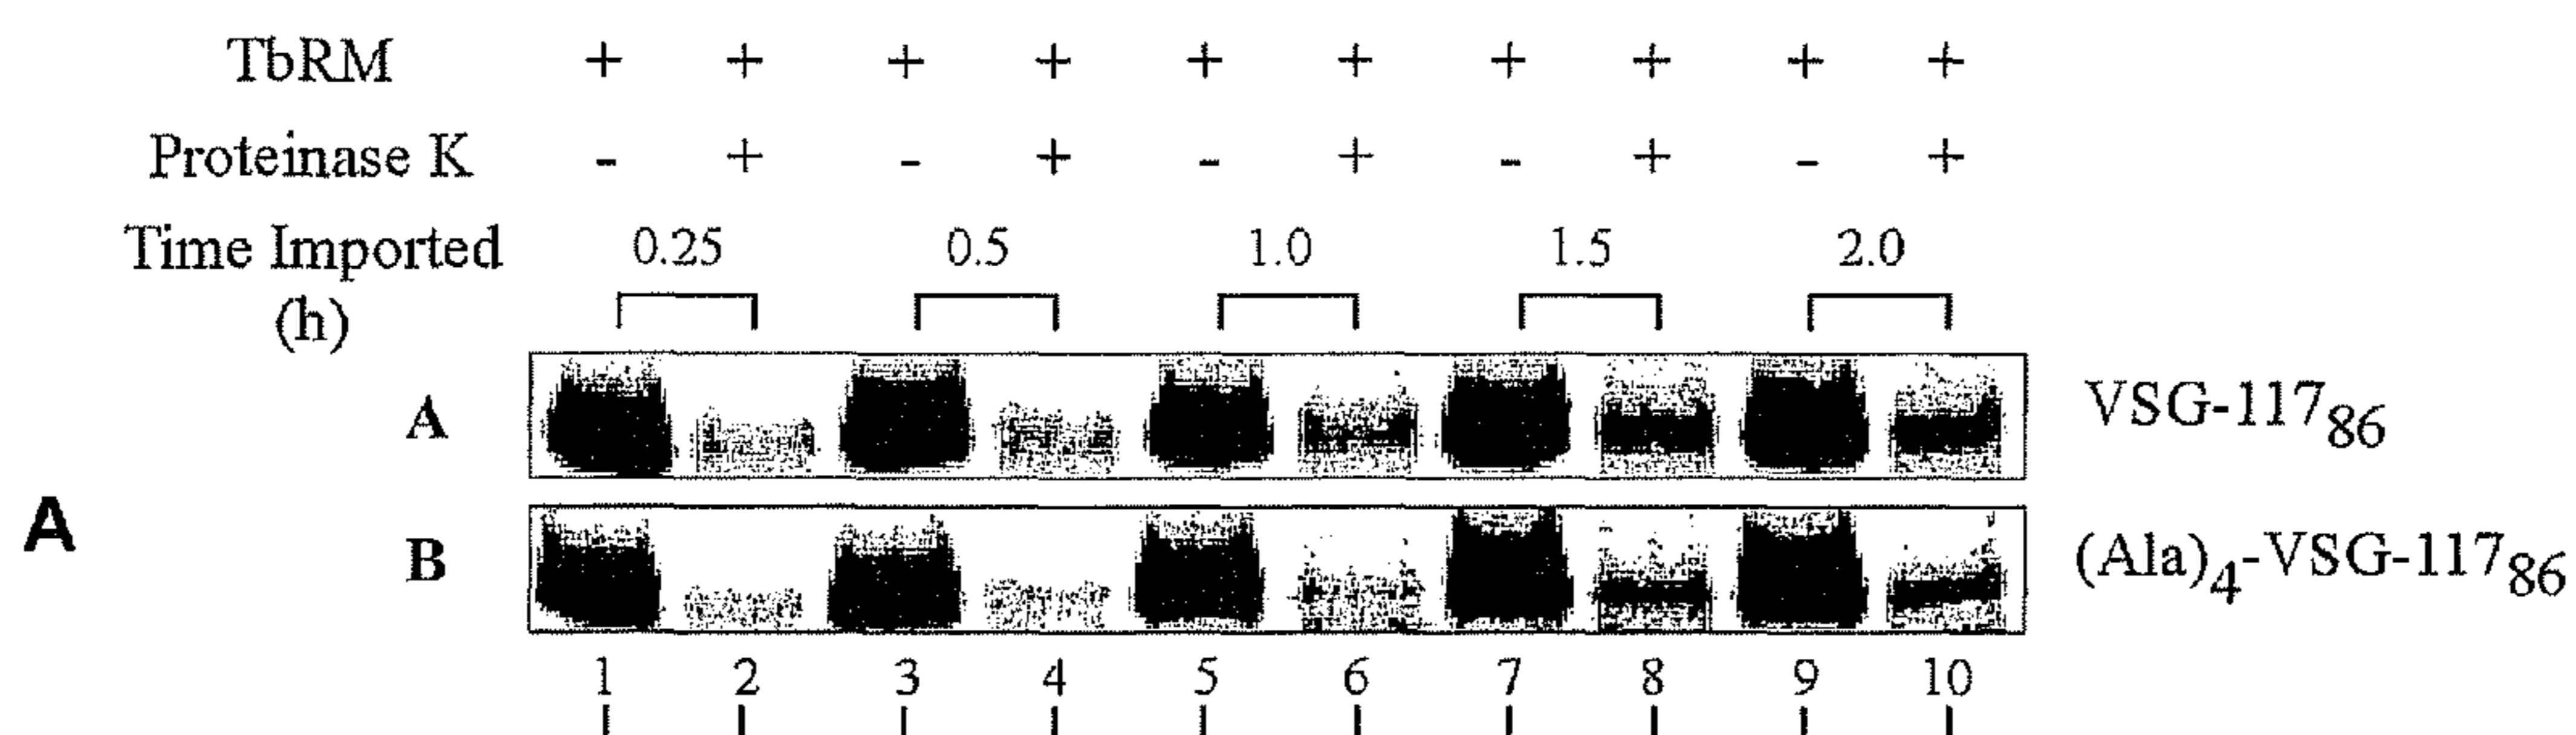 TbRM + + + + + + + + + +
Proteinase K - + - + - + - + - +
Time Imported 0.25 0.5 1.0 1.5 2.0
(h)
A VSG-117₈₆
A
B (Ala)₄-VSG-117₈₆
1 2 3 4 5 6 7 8 9 10